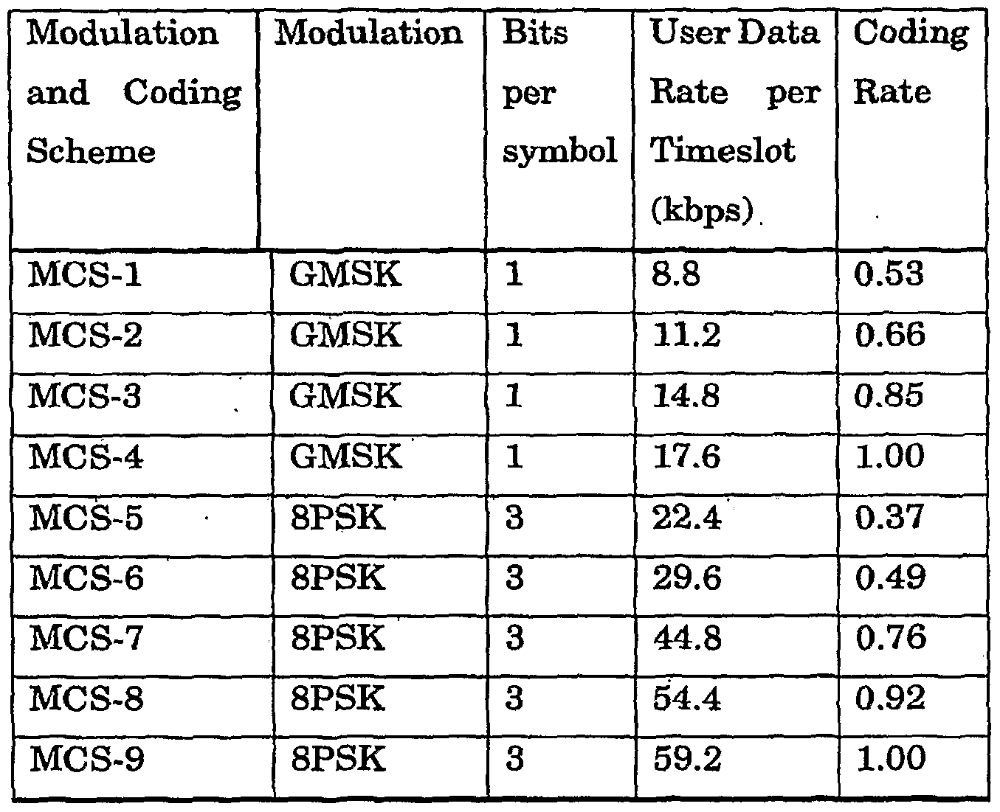 Modulation and Coding Scheme | Modulation | Bits per symbol | User Data Rate per Timeslot (kbps) | Coding Rate
MCS-1 | GMSK | 1 | 8.8 | 0.53
MCS-2 | GMSK | 1 | 11.2 | 0.66
MCS-3 | GMSK | 1 | 14.8 | 0.85
MCS-4 | GMSK | 1 | 17.6 | 1.00
MCS-5 | 8PSK | 3 | 22.4 | 0.37
MCS-6 | 8PSK | 3 | 29.6 | 0.49
MCS-7 | 8PSK | 3 | 44.8 | 0.76
MCS-8 | 8PSK | 3 | 54.4 | 0.92
MCS-9 | 8PSK | 3 | 59.2 | 1.00